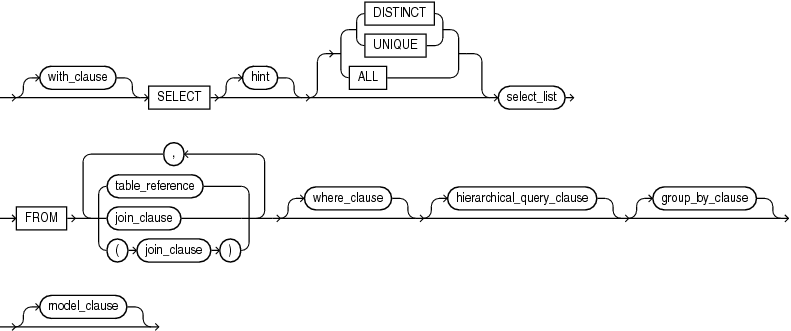 DISTINCT
UNIQUE
ALL
with_clause SELECT hint select_list
,
table_reference
FROM join_clause where_clause hierarchical_query_clause group_by_clause
( join_clause )
model_clause